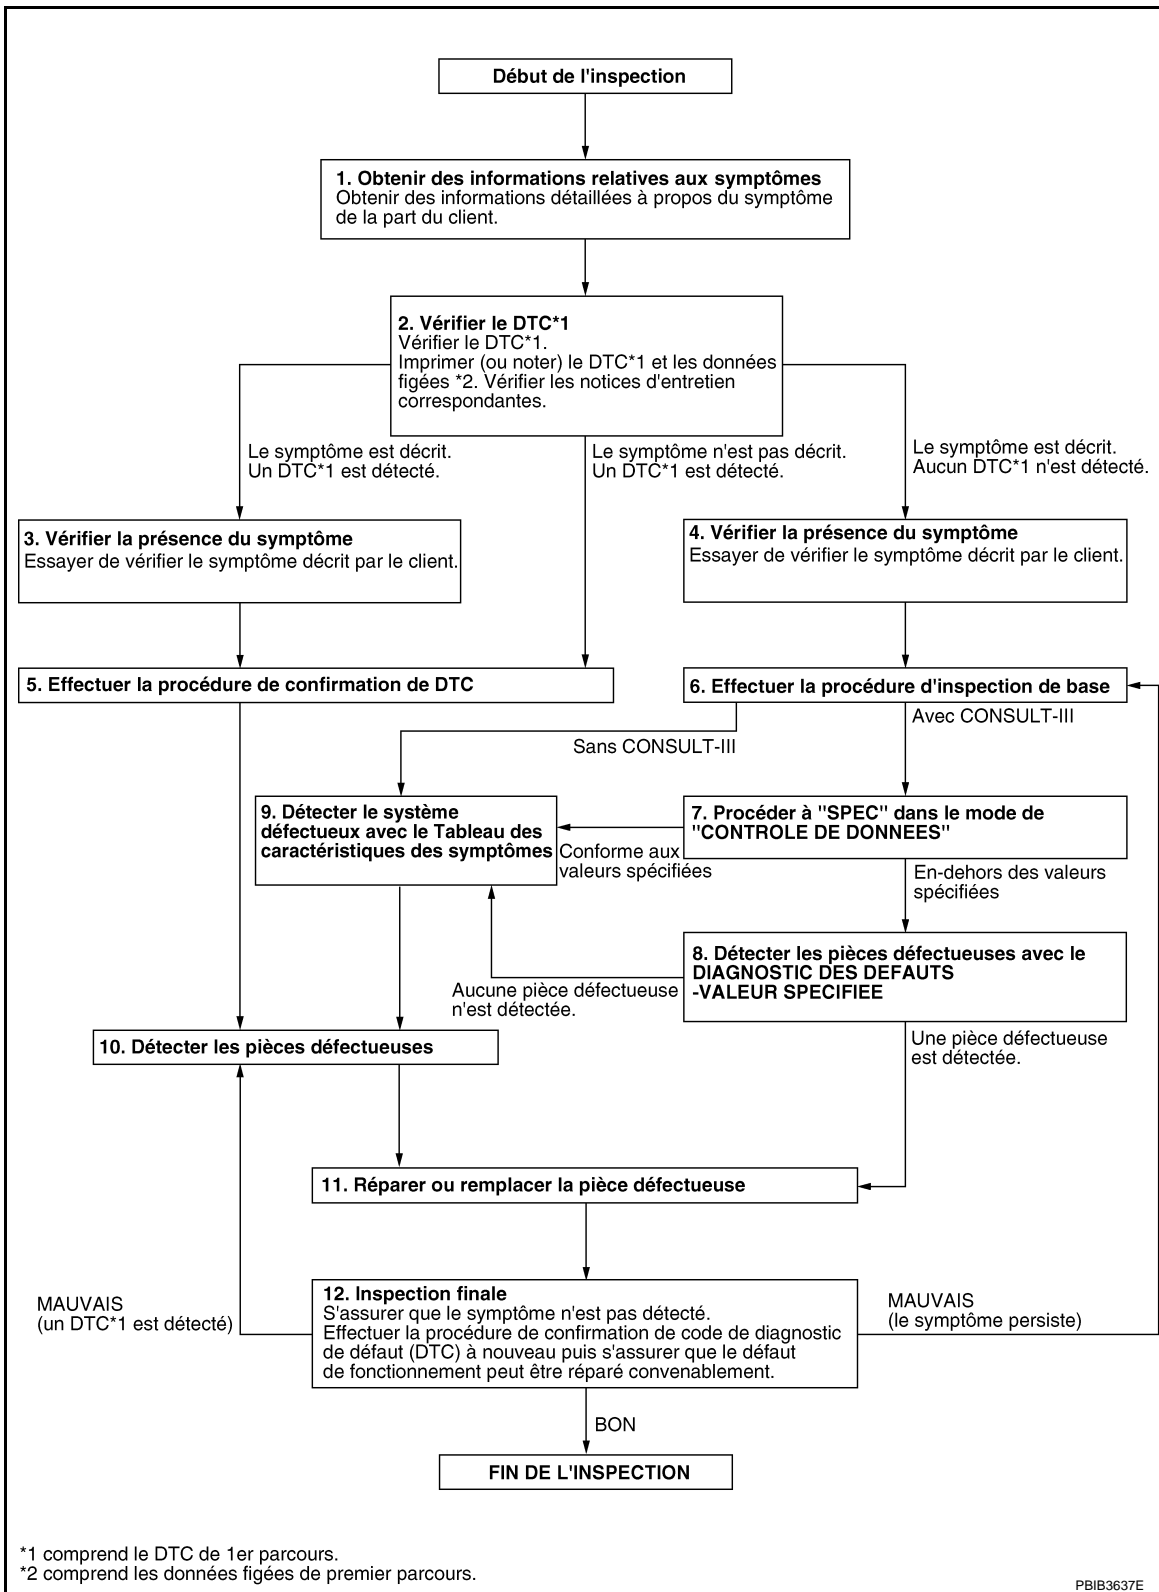 Début de l'inspection
1. Obtenir des informations relatives aux symptômes
Obtenir des informations détaillées à propos du symptôme
de la part du client.
2. Vérifier le DTC*1
Vérifier le DTC*1.
Imprimer (ou noter) le DTC*1 et les données
figées *2. Vérifier les notices d'entretien
correspondantes.
Le symptôme est décrit.
Un DTC*1 est détecté.
Le symptôme n'est pas décrit.
Un DTC*1 est détecté.
Le symptôme est décrit.
Aucun DTC*1 n'est détecté.
3. Vérifier la présence du symptôme
Essayer de vérifier le symptôme décrit par le client.
4. Vérifier la présence du symptôme
Essayer de vérifier le symptôme décrit par le client.
5. Effectuer la procédure de confirmation de DTC
6. Effectuer la procédure d'inspection de base
Avec CONSULT-III
Sans CONSULT-III
9. Détecter le système
défectueux avec le Tableau des
caractéristiques des symptômes
7. Procéder à "SPEC" dans le mode de
"CONTROLE DE DONNEES"
Conforme aux
valeurs spécifiées
En-dehors des valeurs
spécifiées
8. Détecter les pièces défectueuses avec le
DIAGNOSTIC DES DEFAUTS
-VALEUR SPECIFIEE
Aucune pièce défectueuse
n'est détectée.
Une pièce défectueuse
est détectée.
10. Détecter les pièces défectueuses
11. Réparer ou remplacer la pièce défectueuse
12. Inspection finale
S'assurer que le symptôme n'est pas détecté.
Effectuer la procédure de confirmation de code de diagnostic
de défaut (DTC) à nouveau puis s'assurer que le défaut
de fonctionnement peut être réparé convenablement.
MAUVAIS
(un DTC*1 est détecté)
MAUVAIS
(le symptôme persiste)
BON
FIN DE L'INSPECTION
*1 comprend le DTC de 1er parcours.
*2 comprend les données figées de premier parcours.
PBIB3637E